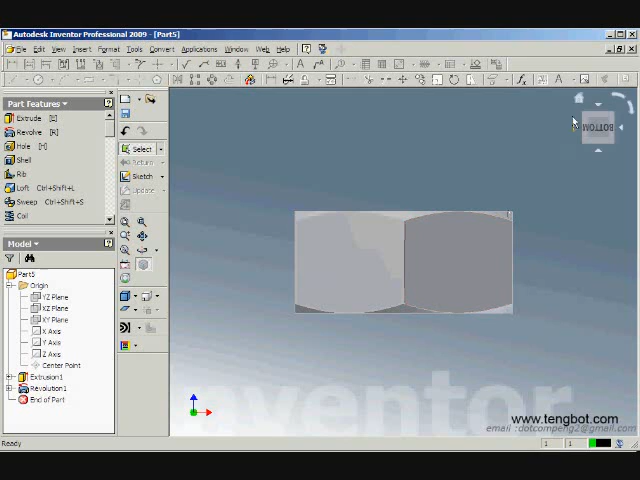 Autodesk Inventor Professional 2009 - [Part5]
File Edit View Insert Format Tools Convert Applications Window Web Help
Part Features
Extrude [E]
Revolve [R]
Hole [H]
Shell
Rib
Loft Ctrl+Shift+L
Sweep Ctrl+Shift+S
Coil
Select
Return
Sketch
Update
Model
Part5
Origin
YZ Plane
XZ Plane
XY Plane
X Axis
Y Axis
Z Axis
Center Point
Extrusion1
Revolution1
End of Part
BOTTOM
nventor
www.tengbot.com
email :dotcompeng2@gmail.com
Ready
1 1